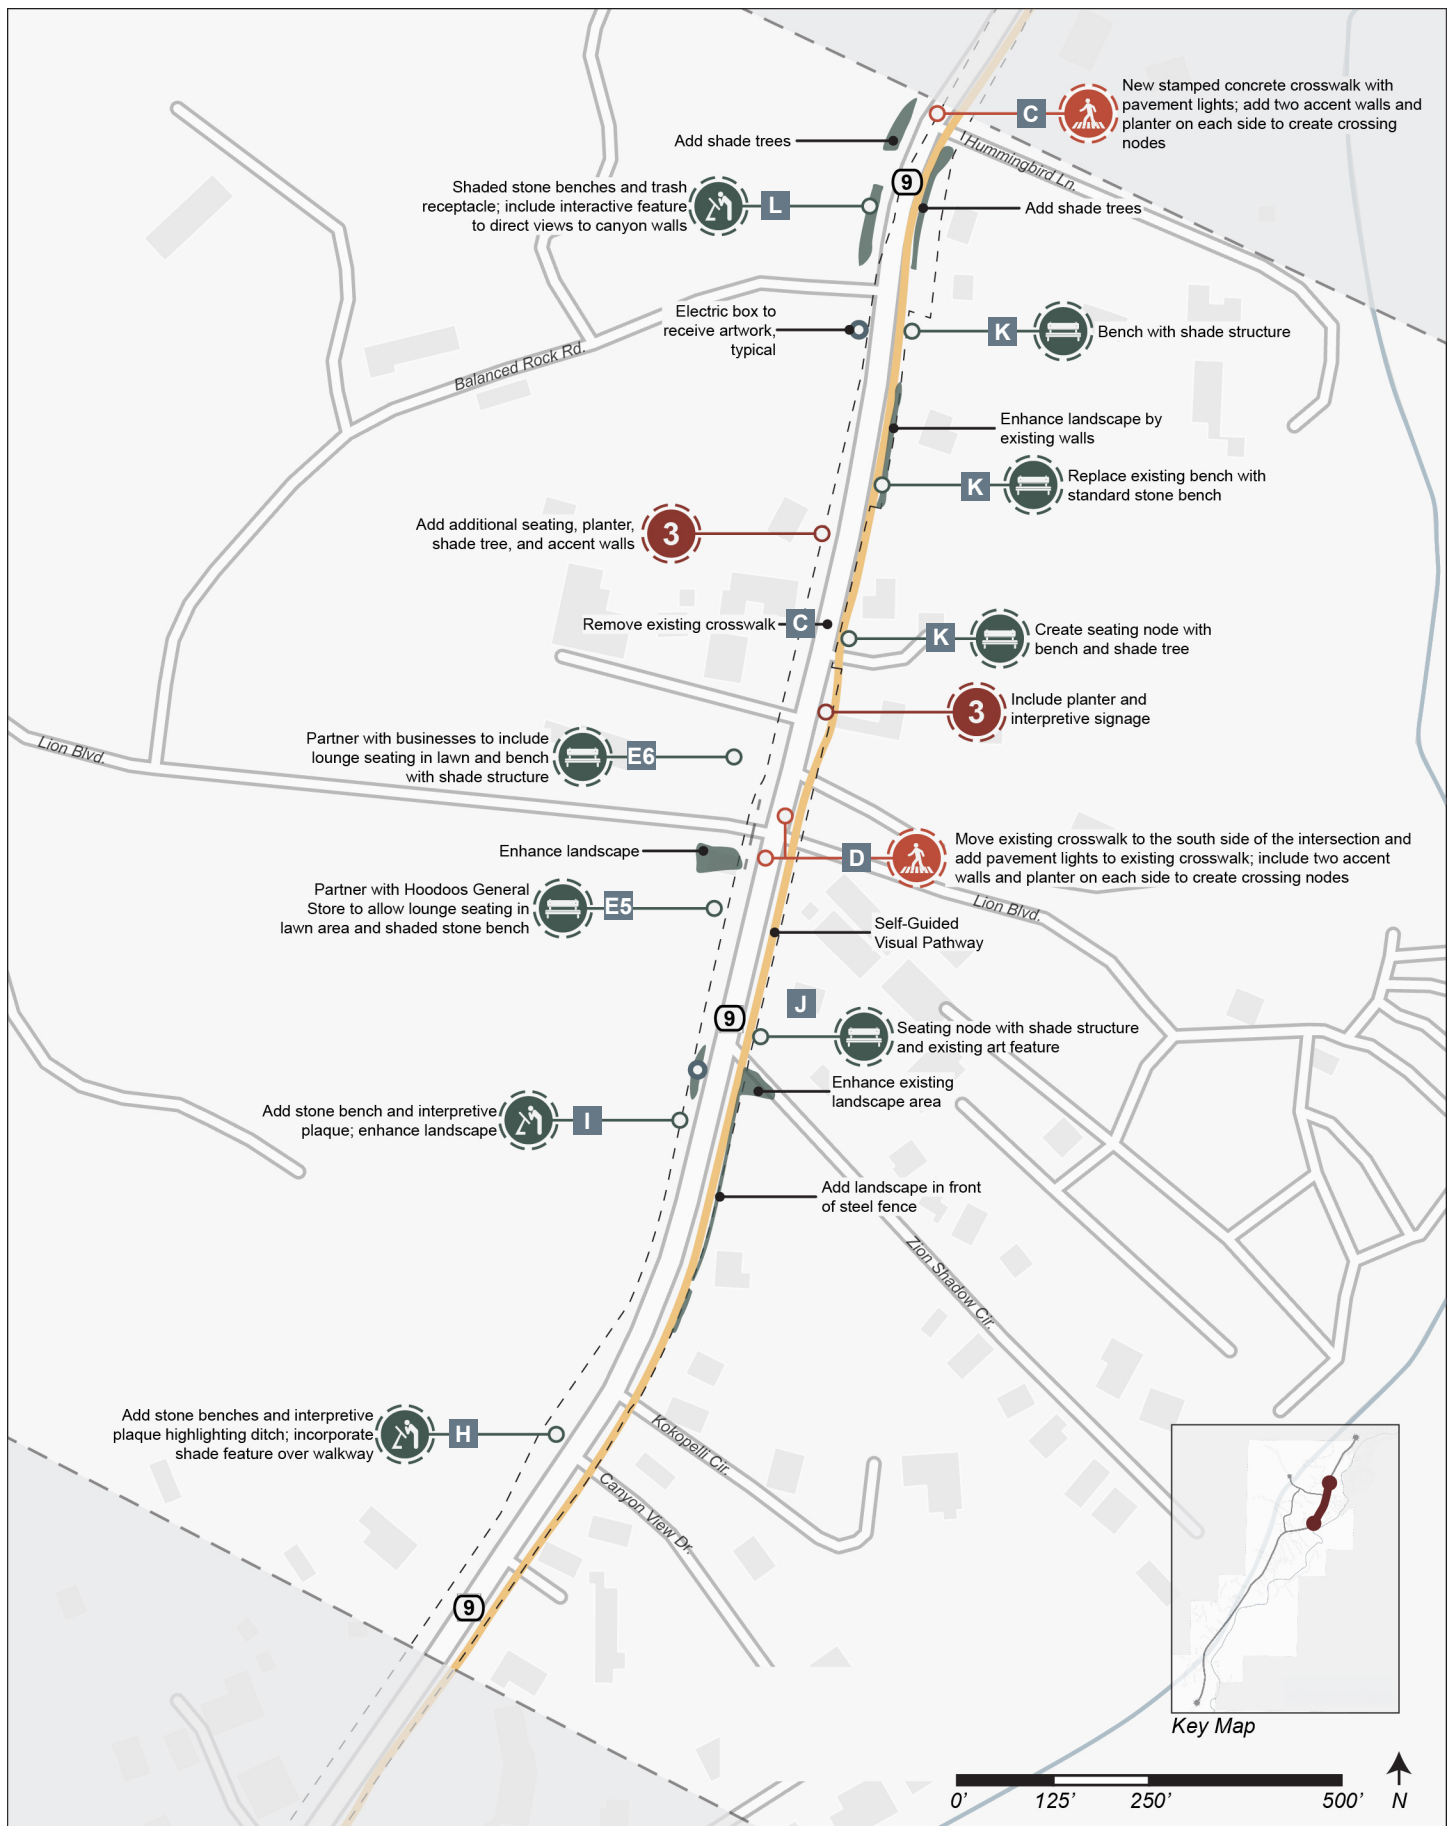 New stamped concrete crosswalk with
pavement lights; add two accent walls and
planter on each side to create crossing
nodes
C
Add shade trees
Hummingbird Ln.
9
Shaded stone benches and trash
receptacle; include interactive feature
to direct views to canyon walls
L
Add shade trees
Electric box to
receive artwork,
typical
K
Bench with shade structure
Balanced Rock Rd.
Enhance landscape by
existing walls
K
Replace existing bench with
standard stone bench
Add additional seating, planter,
shade tree, and accent walls
3
Remove existing crosswalk
C
K
Create seating node with
bench and shade tree
3
Include planter and
interpretive signage
Lion Blvd.
Partner with businesses to include
lounge seating in lawn and bench
with shade structure
E6
Enhance landscape
D
Move existing crosswalk to the south side of the intersection and
add pavement lights to existing crosswalk; include two accent
walls and planter on each side to create crossing nodes
Lion Blvd.
Partner with Hoodoos General
Store to allow lounge seating in
lawn area and shaded stone bench
E5
Self-Guided
Visual Pathway
J
9
Seating node with shade structure
and existing art feature
Enhance existing
landscape area
Add stone bench and interpretive
plaque; enhance landscape
I
Add landscape in front
of steel fence
Zion Shadow Cir.
Add stone benches and interpretive
plaque highlighting ditch; incorporate
shade feature over walkway
H
Kokopelli Cir.
Canyon View Dr.
9
Key Map
0'
125'
250'
500'
N